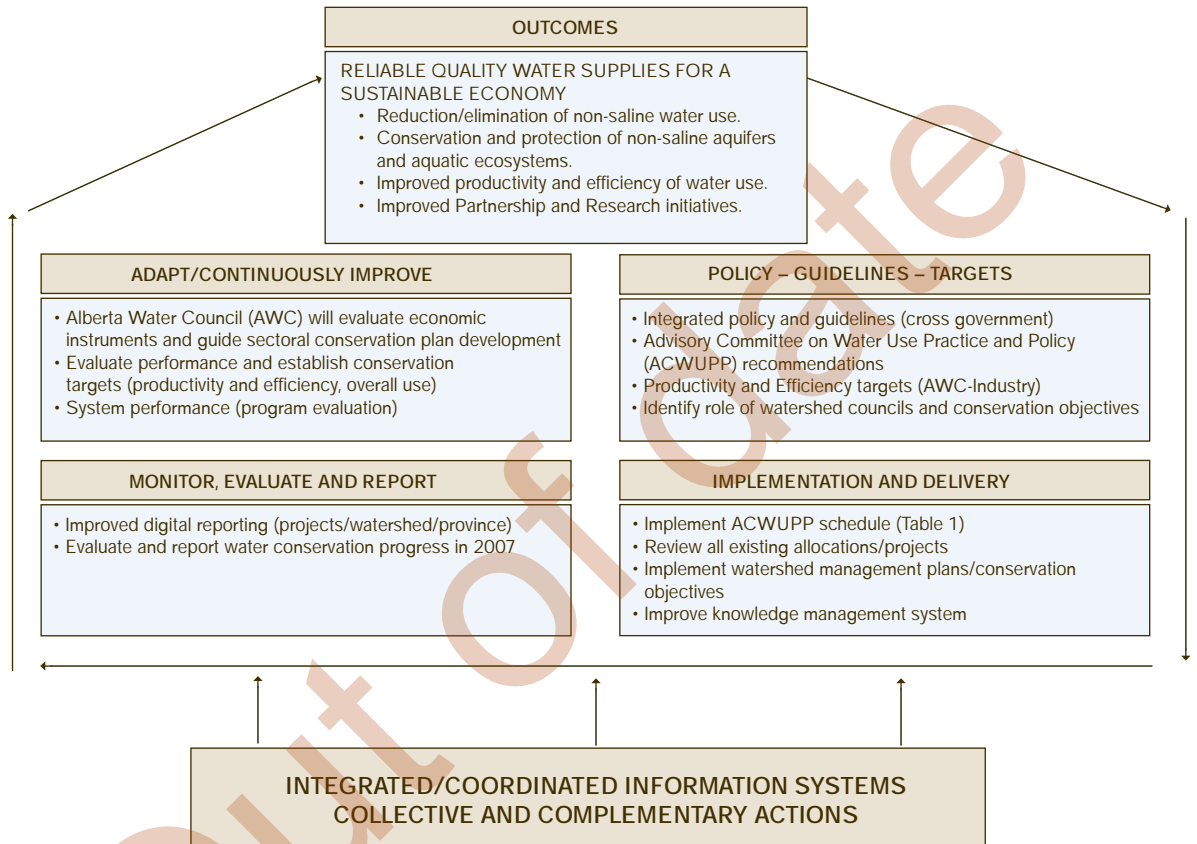 OUTCOMES
RELIABLE QUALITY WATER SUPPLIES FOR A
SUSTAINABLE ECONOMY
• Reduction/elimination of non-saline water use.
• Conservation and protection of non-saline aquifers
and aquatic ecosystems.
• Improved productivity and efficiency of water use.
• Improved Partnership and Research initiatives.
ADAPT/CONTINUOUSLY IMPROVE
• Alberta Water Council (AWC) will evaluate economic
instruments and guide sectoral conservation plan development
• Evaluate performance and establish conservation
targets (productivity and efficiency, overall use)
• System performance (program evaluation)
POLICY – GUIDELINES – TARGETS
• Integrated policy and guidelines (cross government)
• Advisory Committee on Water Use Practice and Policy
(ACWUPP) recommendations
• Productivity and Efficiency targets (AWC-Industry)
• Identify role of watershed councils and conservation objectives
MONITOR, EVALUATE AND REPORT
• Improved digital reporting (projects/watershed/province)
• Evaluate and report water conservation progress in 2007
IMPLEMENTATION AND DELIVERY
• Implement ACWUPP schedule (Table 1)
• Review all existing allocations/projects
• Implement watershed management plans/conservation
objectives
• Improve knowledge management system
INTEGRATED/COORDINATED INFORMATION SYSTEMS
COLLECTIVE AND COMPLEMENTARY ACTIONS
out of date